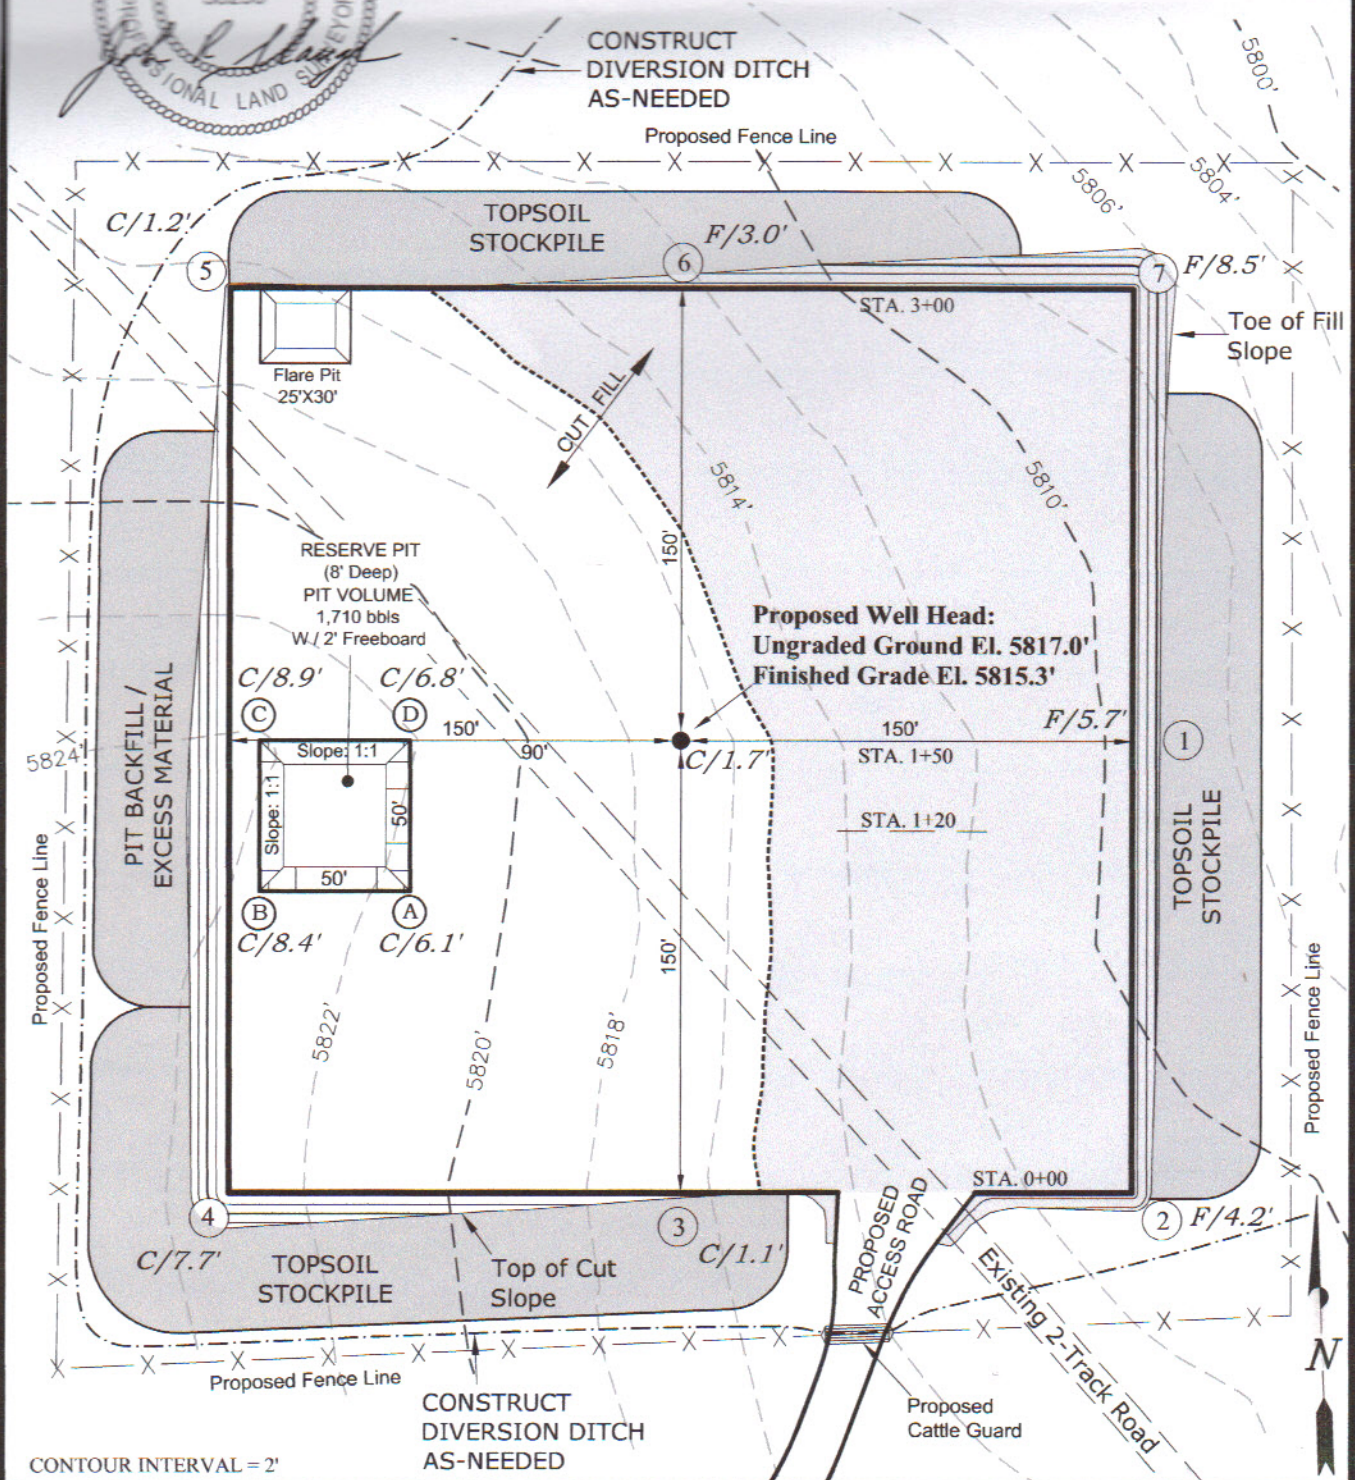 SIONAL LAND SURVEYO
CONSTRUCT
DIVERSION DITCH
AS-NEEDED
Proposed Fence Line
5800'
5804'
5806'
TOPSOIL
STOCKPILE
C/1.2'
F/3.0'
5
6
7
F/8.5'
STA. 3+00
Toe of Fill
Slope
Flare Pit
25'X30'
CUT
FILL
5814'
5810'
RESERVE PIT
(8' Deep)
PIT VOLUME
1,710 bbls
W / 2' Freeboard
150'
Proposed Well Head:
Ungraded Ground El. 5817.0'
Finished Grade El. 5815.3'
C/8.9'
C/6.8'
C
D
150'
90'
C/1.7'
150'
STA. 1+50
F/5.7'
1
5824'
PIT BACKFILL /
EXCESS MATERIAL
Slope: 1:1
Slope: 1:1
50'
50'
STA. 1+20
TOPSOIL
STOCKPILE
B
A
C/8.4'
C/6.1'
150'
Proposed Fence Line
Proposed Fence Line
5822'
5820'
5818'
STA. 0+00
4
3
2
F/4.2'
C/7.7'
C/1.1'
TOPSOIL
STOCKPILE
Top of Cut
Slope
PROPOSED
ACCESS ROAD
Existing 2-Track Road
Proposed Fence Line
CONSTRUCT
DIVERSION DITCH
AS-NEEDED
Proposed
Cattle Guard
N
CONTOUR INTERVAL = 2'